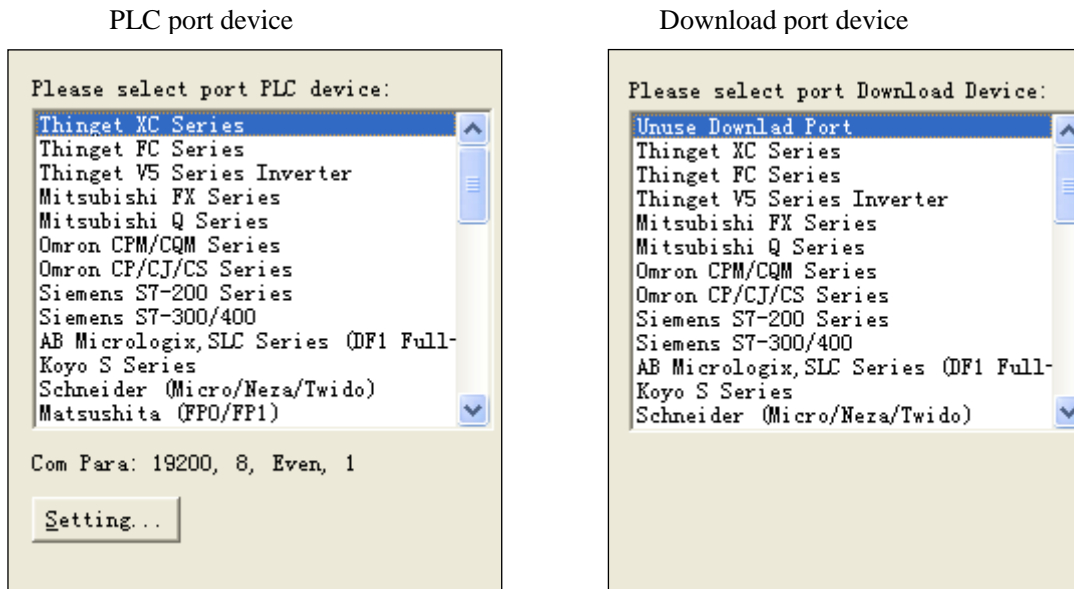 PLC port device
Please select port PLC device:
Thinget XC Series
Thinget FC Series
Thinget V5 Series Inverter
Mitsubishi FX Series
Mitsubishi Q Series
Omron CPM/CQM Series
Omron CP/CJ/CS Series
Siemens S7-200 Series
Siemens S7-300/400
AB Micrologix,SLC Series (DF1 Full-
Koyo S Series
Schneider (Micro/Neza/Twido)
Matsushita (FP0/FP1)
Com Para: 19200, 8, Even, 1
Setting...
Download port device
Please select port Download Device:
Unuse Downlad Port
Thinget XC Series
Thinget FC Series
Thinget V5 Series Inverter
Mitsubishi FX Series
Mitsubishi Q Series
Omron CPM/CQM Series
Omron CP/CJ/CS Series
Siemens S7-200 Series
Siemens S7-300/400
AB Micrologix,SLC Series (DF1 Full-
Koyo S Series
Schneider (Micro/Neza/Twido)